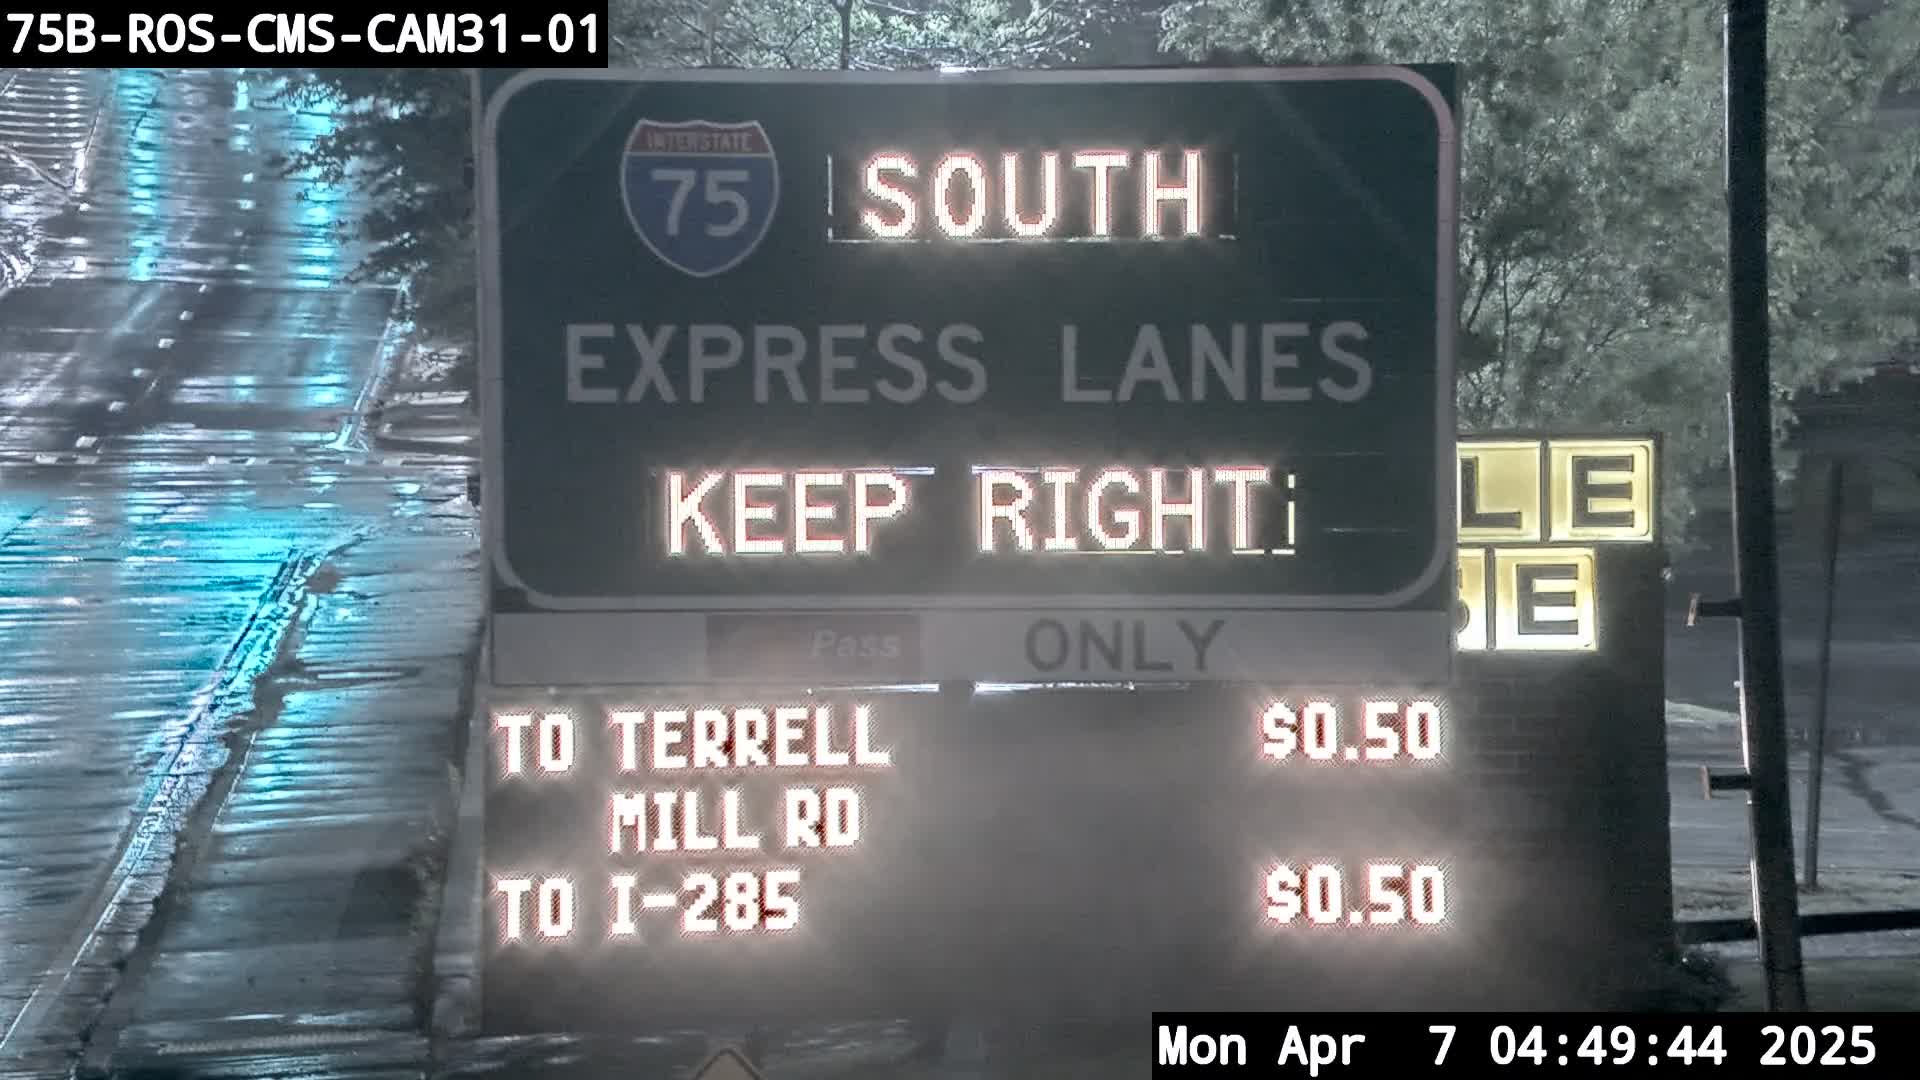 75B-ROS-CMS-CAM31-01
INTERSTATE
75
SOUTH
EXPRESS LANES
KEEP RIGHT
LE
E
Pass ONLY
TO TERRELL $0.50
MILL RD
TO I-285 $0.50
Mon Apr 7 04:49:44 2025